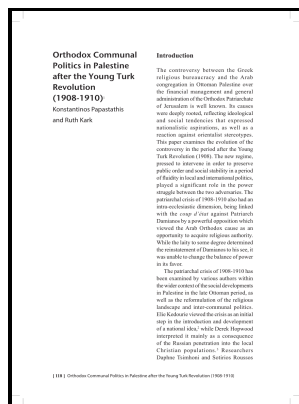 Orthodox Communal
Politics in Palestine
after the Young Turk
Revolution
(1908-1910)
Konstantinos Papastathis
and Ruth Kark
Introduction
The controversy between the Greek
religious bureaucracy and the Arab
congregation in Ottoman Palestine over
the financial management and general
administration of the Orthodox Patriarchate
of Jerusalem is well known. Its causes
were deeply rooted, reflecting ideological
and social tendencies that expressed
nationalistic aspirations, as well as a
reaction against orientalist stereotypes.
This paper examines the evolution of the
controversy in the period after the Young
Turk Revolution (1908). The new regime,
pressed to intervene in order to preserve
public order and social stability in a period
of fluidity in local and international politics,
played a significant role in the power
struggle between the two adversaries. The
patriarchal crisis of 1908-1910 also had an
intra-ecclesiastic dimension, being linked
with the coup d'état against Patriarch
Damianos by a powerful opposition which
viewed the Arab Orthodox cause as an
opportunity to acquire religious authority.
While the laity to some degree determined
the reinstatement of Damianos to his see, it
was unable to change the balance of power
in its favor.
The patriarchal crisis of 1908-1910 has
been examined by various authors within
the wider context of the social developments
in Palestine in the late Ottoman period, as
well as the reformulation of the religious
landscape and inter-communal politics.
Elie Kedourie viewed the crisis as an initial
step in the introduction and development
of a national idea,² while Derek Hopwood
interpreted it mainly as a consequence
of the Russian penetration into the local
Christian populations.³ Researchers
Daphne Tsimhoni and Sotirios Roussos
[ 118 ] Orthodox Communal Politics in Palestine after the Young Turk Revolution (1908-1910)